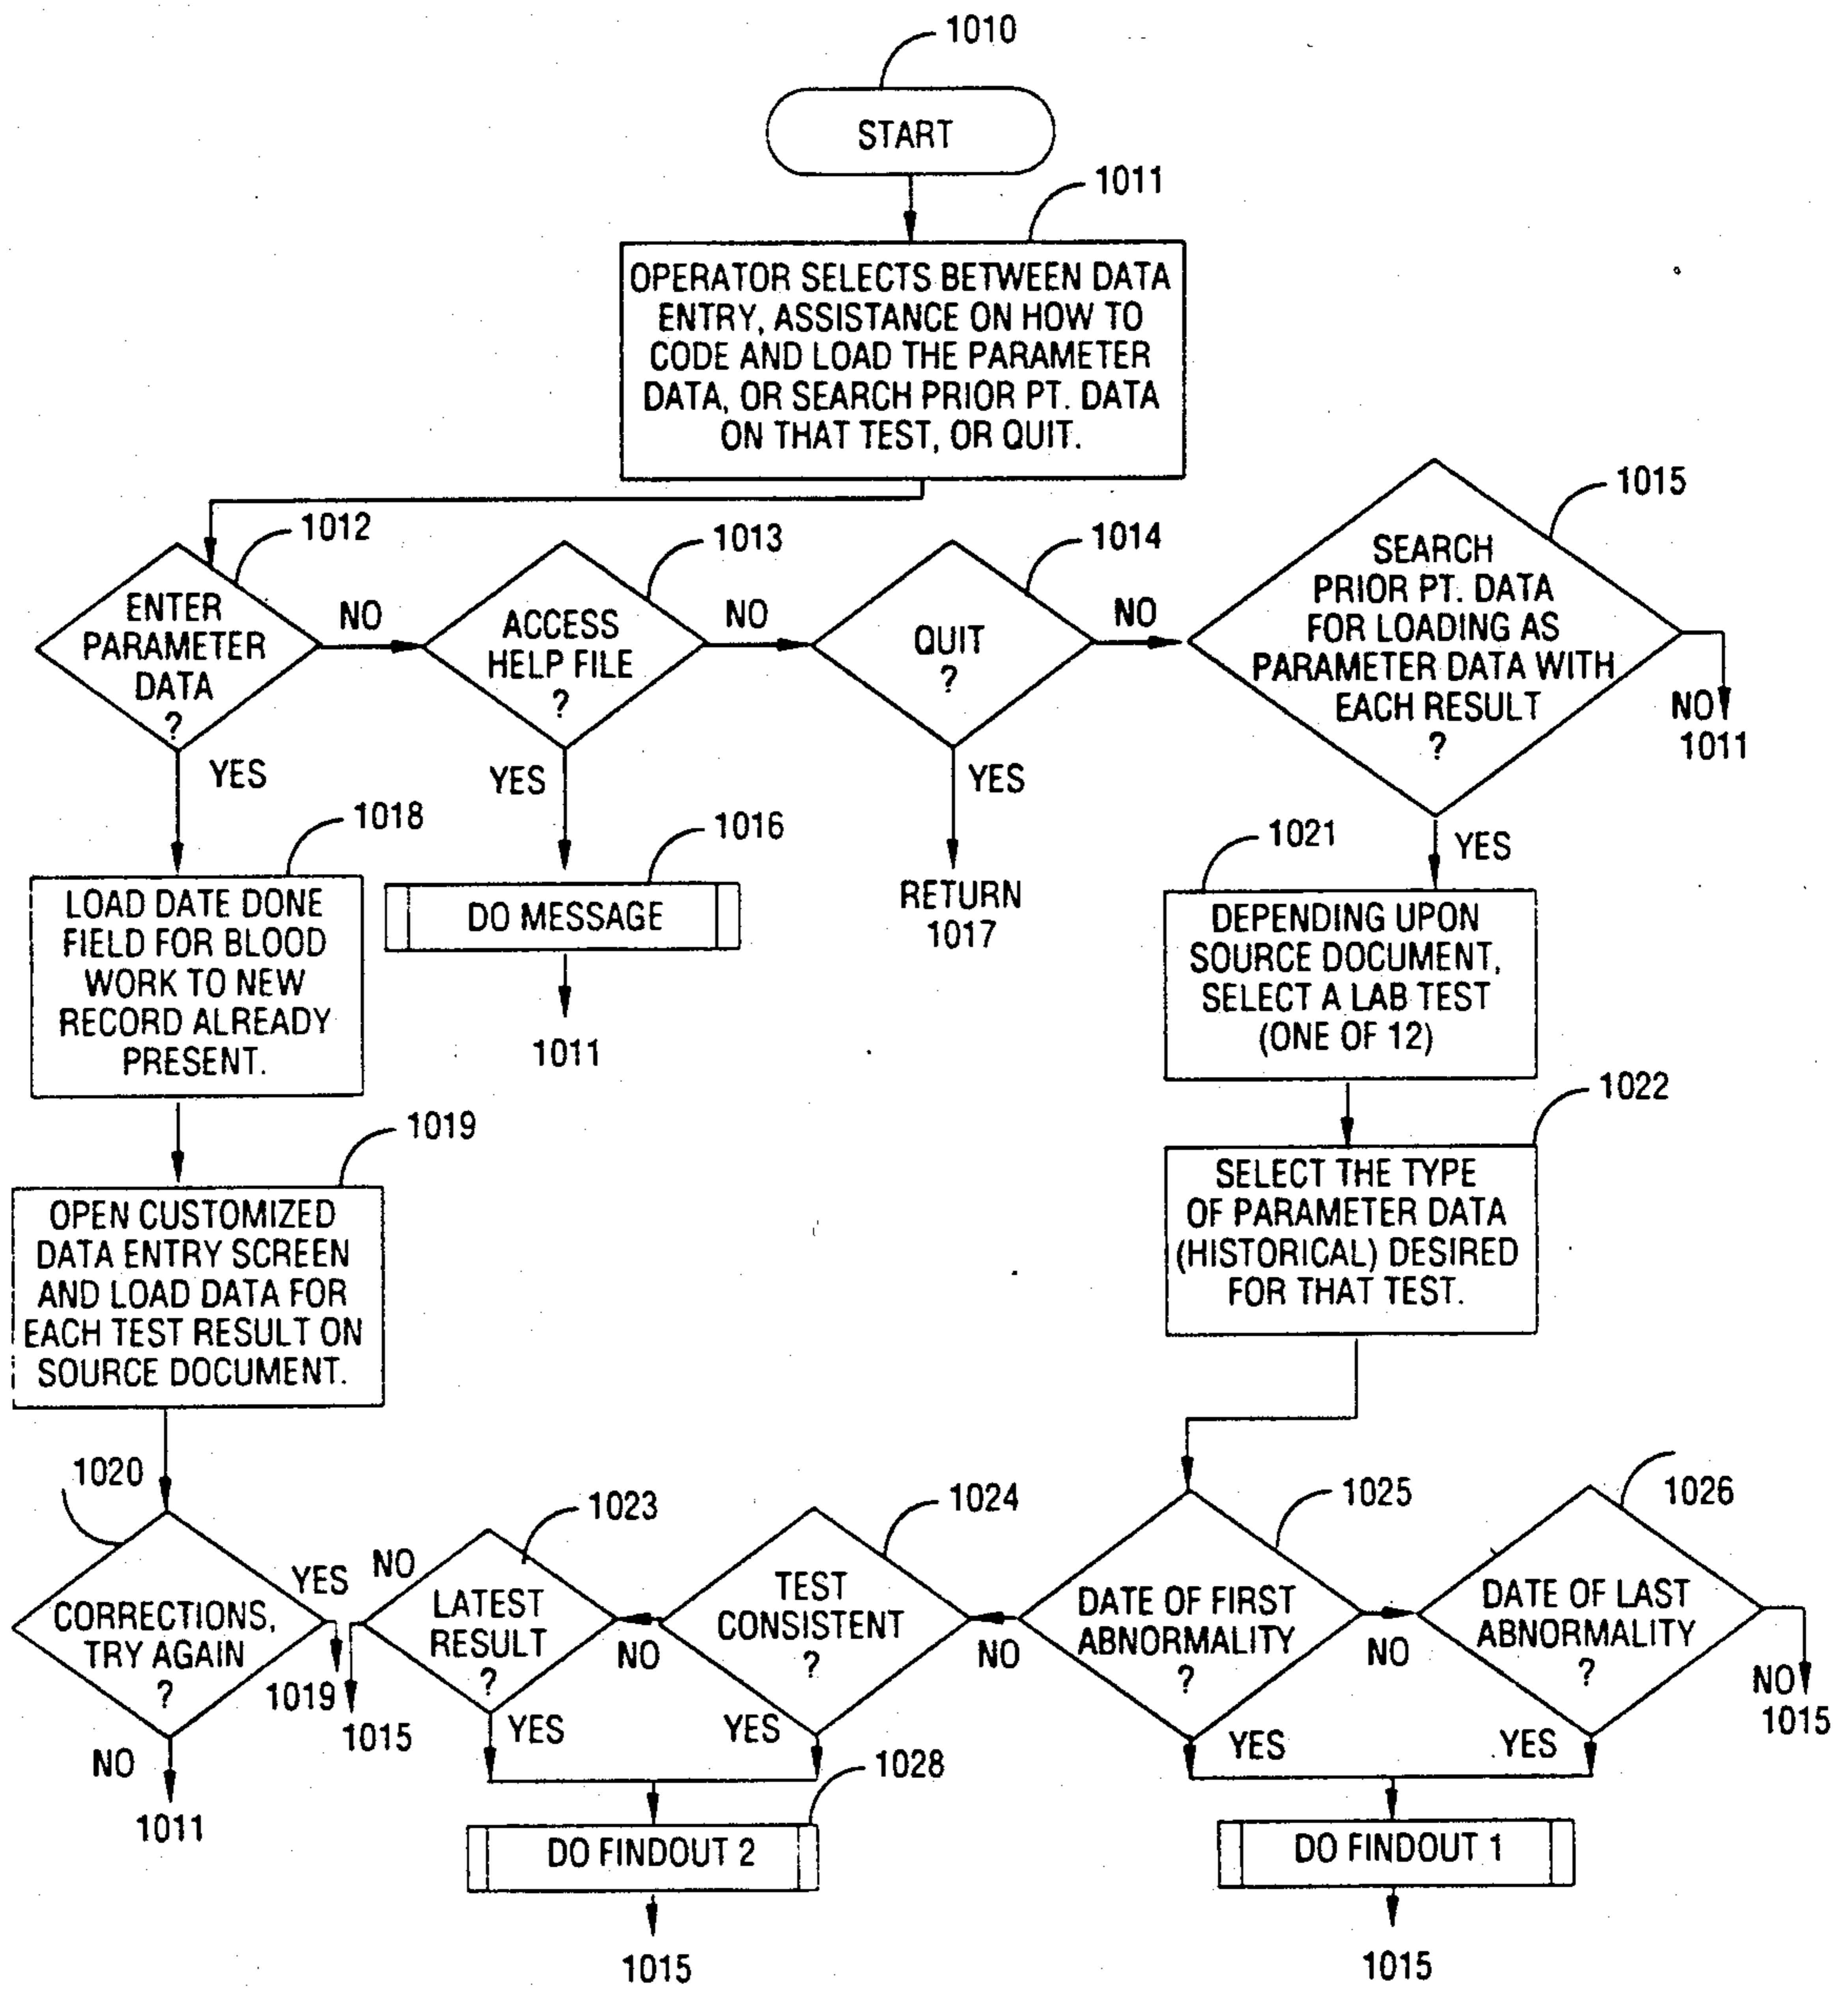 1010
START
1011
OPERATOR SELECTS BETWEEN DATA
ENTRY, ASSISTANCE ON HOW TO
CODE AND LOAD THE PARAMETER
DATA, OR SEARCH PRIOR PT. DATA
ON THAT TEST, OR QUIT.
1012
ENTER
PARAMETER
DATA
?
NO
YES
1013
ACCESS
HELP FILE
?
NO
YES
1014
QUIT
?
NO
YES
1015
SEARCH
PRIOR PT. DATA
FOR LOADING AS
PARAMETER DATA WITH
EACH RESULT
?
NO
1011
YES
1018
LOAD DATE DONE
FIELD FOR BLOOD
WORK TO NEW
RECORD ALREADY
PRESENT.
1016
DO MESSAGE
1011
RETURN
1017
1021
DEPENDING UPON
SOURCE DOCUMENT,
SELECT A LAB TEST
(ONE OF 12)
1019
OPEN CUSTOMIZED
DATA ENTRY SCREEN
AND LOAD DATA FOR
EACH TEST RESULT ON
SOURCE DOCUMENT.
1022
SELECT THE TYPE
OF PARAMETER DATA
(HISTORICAL) DESIRED
FOR THAT TEST.
1020
CORRECTIONS,
TRY AGAIN
?
YES
1019
NO
1011
1023
NO
LATEST
RESULT
?
1015
YES
1024
TEST
CONSISTENT
?
NO
YES
1025
DATE OF FIRST
ABNORMALITY
?
NO
NO
YES
1026
DATE OF LAST
ABNORMALITY
?
NO
1015
YES
1028
DO FINDOUT 2
1015
DO FINDOUT 1
1015